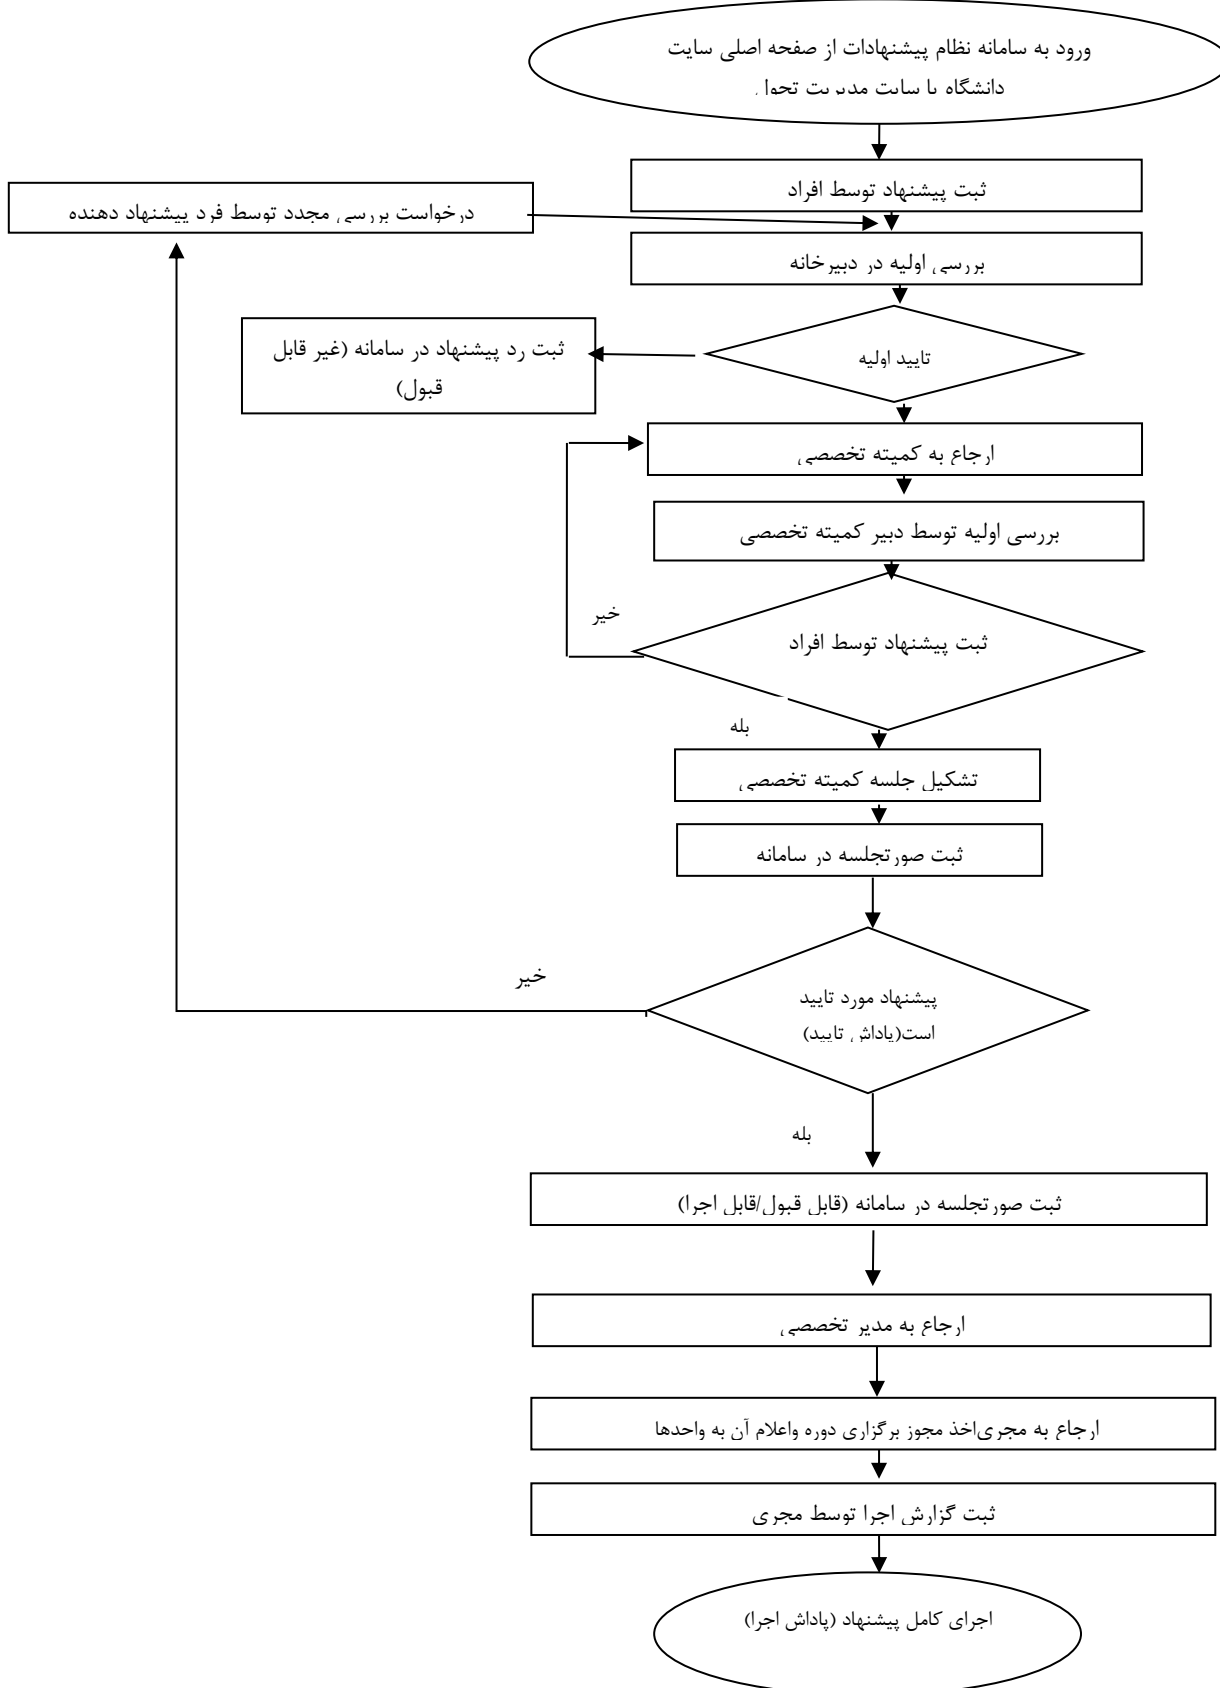 ورود به سامانه نظام پیشنهادات از صفحه اصلی سایت
دانشگاه یا سایت مدیریت تحول
ثبت پیشنهاد توسط افراد
درخواست بررسی مجدد توسط فرد پیشنهاد دهنده
بررسی اولیه در دبیرخانه
تایید اولیه
ثبت رد پیشنهاد در سامانه (غیر قابل
قبول)
ارجاع به کمیته تخصصی
بررسی اولیه توسط دبیر کمیته تخصصی
خیر
ثبت پیشنهاد توسط افراد
بله
تشکیل جلسه کمیته تخصصی
ثبت صورتجلسه در سامانه
خیر
پیشنهاد مورد تایید
است(پاداش تایید)
بله
ثبت صورتجلسه در سامانه (قابل قبول/قابل اجرا)
ارجاع به مدیر تخصصی
ارجاع به مجری‌اخذ مجوز برگزاری دوره واعلام آن به واحدها
ثبت گزارش اجرا توسط مجری
اجرای کامل پیشنهاد (پاداش اجرا)